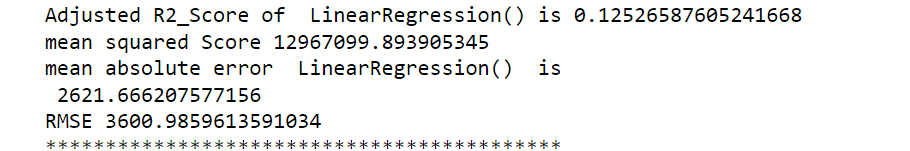 Adjusted R2_Score of  LinearRegression() is 0.12526587605241668
mean squared Score 12967099.893905345
mean absolute error  LinearRegression()  is
 2621.666207577156
RMSE 3600.9859613591034
*******************************************